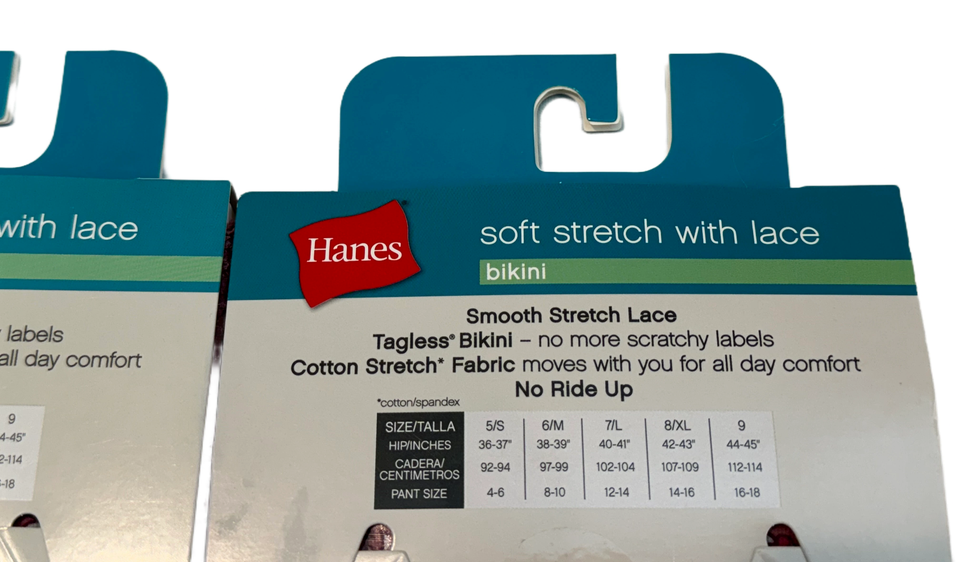 with lace
labels
all day comfort
9
4-45"
2-114
-18
Hanes
soft stretch with lace
bikini
Smooth Stretch Lace
Tagless® Bikini – no more scratchy labels
Cotton Stretch* Fabric moves with you for all day comfort
No Ride Up
*cotton/spandex
SIZE/TALLA 5/S 6/M 7/L 8/XL 9
HIP/INCHES 36-37" 38-39" 40-41" 42-43" 44-45"
CADERA/
CENTIMETROS 92-94 97-99 102-104 107-109 112-114
PANT SIZE 4-6 8-10 12-14 14-16 16-18